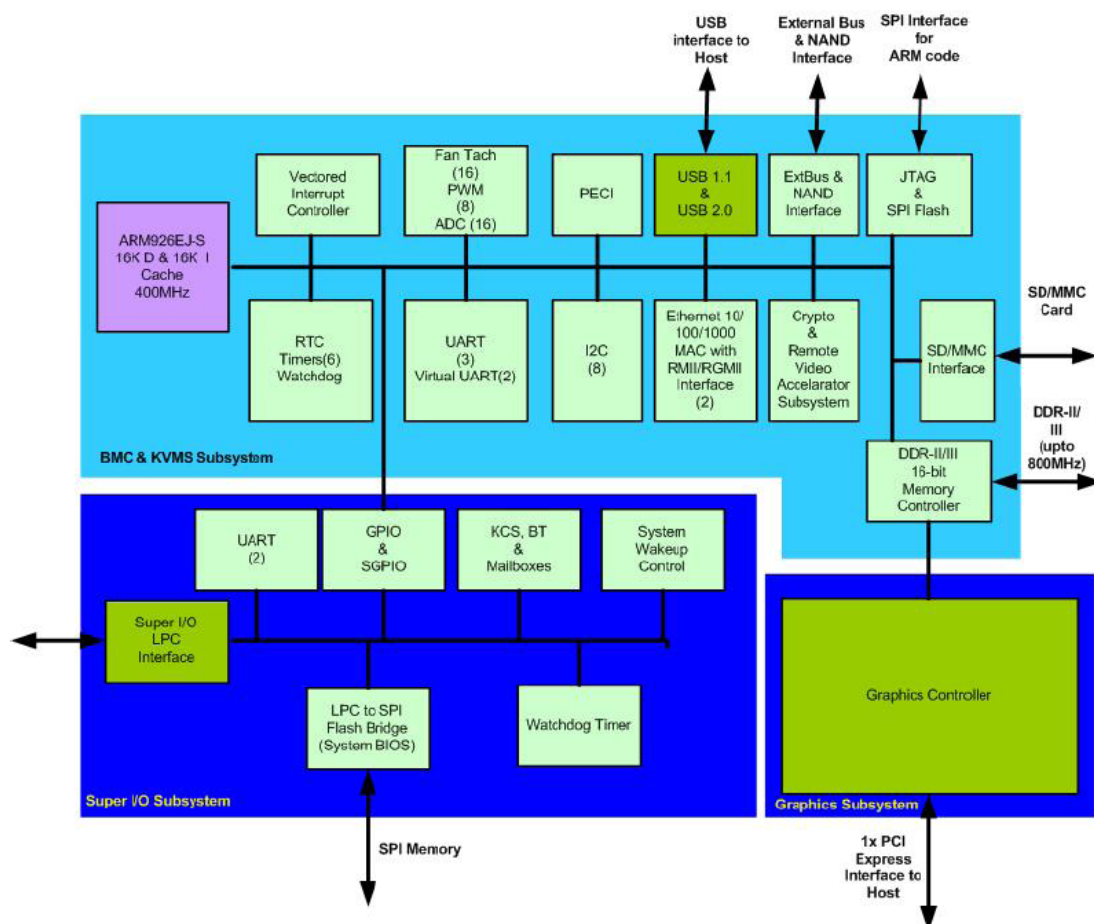 USB
interface to
Host
External Bus
& NAND
Interface
SPI Interface
for
ARM code
Vectored
Interrupt
Controller
Fan Tach
(16)
PWM
(8)
ADC (16)
PECI
USB 1.1
&
USB 2.0
ExtBus &
NAND
Interface
JTAG
&
SPI Flash
ARM926EJ-S
16K D & 16K I
Cache
400MHz
RTC
Timers(6)
Watchdog
UART
(3)
Virtual UART(2)
I2C
(8)
Ethernet 10/
100/1000
MAC with
RMII/RGMII
Interface
(2)
Crypto
&
Remote
Video
Accelarator
Subsystem
SD/MMC
Interface
SD/MMC
Card
BMC & KVMS Subsystem
DDR-II/III
16-bit
Memory
Controller
DDR-II/
III
(upto
800MHz)
UART
(2)
GPIO
&
SGPIO
KCS, BT
&
Mailboxes
System
Wakeup
Control
Super I/O
LPC
Interface
LPC to SPI
Flash Bridge
(System BIOS)
Watchdog Timer
Super I/O Subsystem
Graphics Controller
Graphics Subsystem
SPI Memory
1x PCI
Express
Interface to
Host